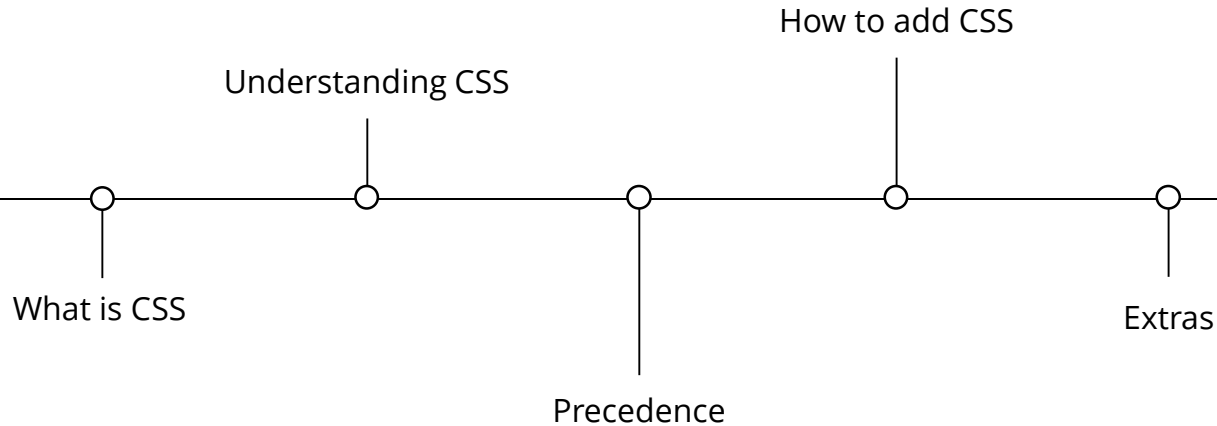 What is CSS
Understanding CSS
Precedence
How to add CSS
Extras